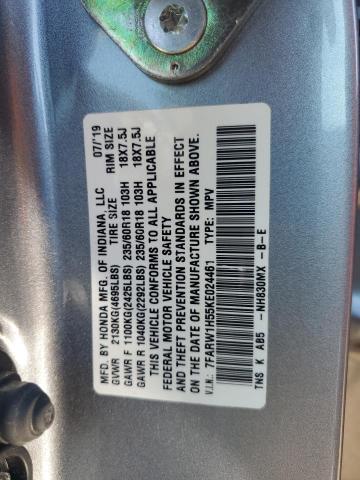 MFD. BY HONDA MFG. OF INDIANA, LLC 07/'19
TIRE SIZE RIM SIZE
GVWR 2130KG(4695LBS)
GAWR F 1100KG(2425LBS) 235/60R18 103H 18X7.5J
GAWR R 1040KG(2292LBS) 235/60R18 103H 18X7.5J
THIS VEHICLE CONFORMS TO ALL APPLICABLE
FEDERAL MOTOR VEHICLE SAFETY
AND THEFT PREVENTION STANDARDS IN EFFECT
ON THE DATE OF MANUFACTURE SHOWN ABOVE.
V.I.N.: 7FARW1H55KE024461 TYPE: MPV
TNS K AB5 -NH830MX -B-E